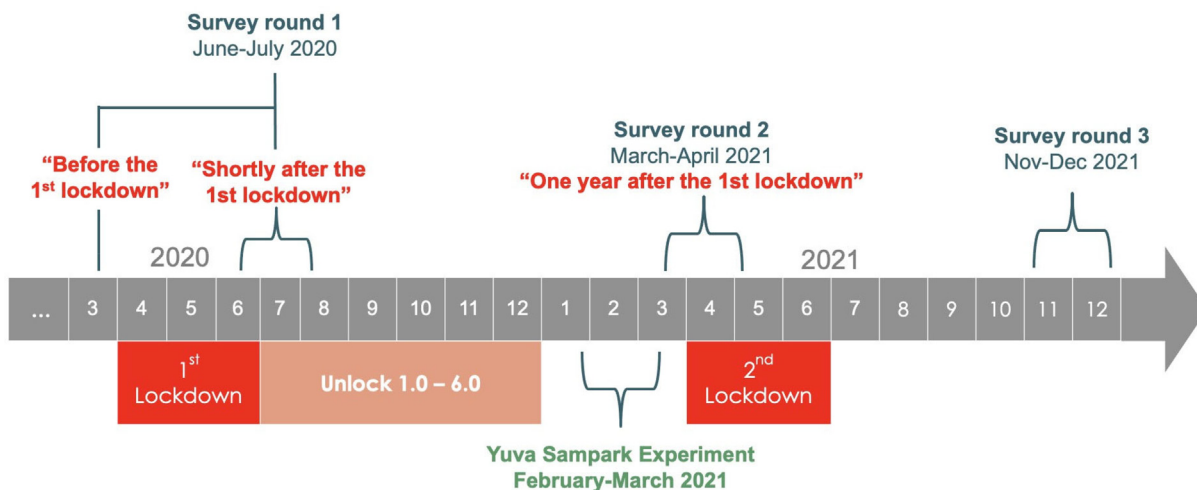 Survey round 1
June-July 2020
“Before the
1st lockdown”
“Shortly after the
1st lockdown”
Survey round 2
March-April 2021
“One year after the 1st lockdown”
Survey round 3
Nov-Dec 2021
2020
2021
... 3 4 5 6 7 8 9 10 11 12 1 2 3 4 5 6 7 8 9 10 11 12
1st
Lockdown
Unlock 1.0 – 6.0
2nd
Lockdown
Yuva Sampark Experiment
February-March 2021